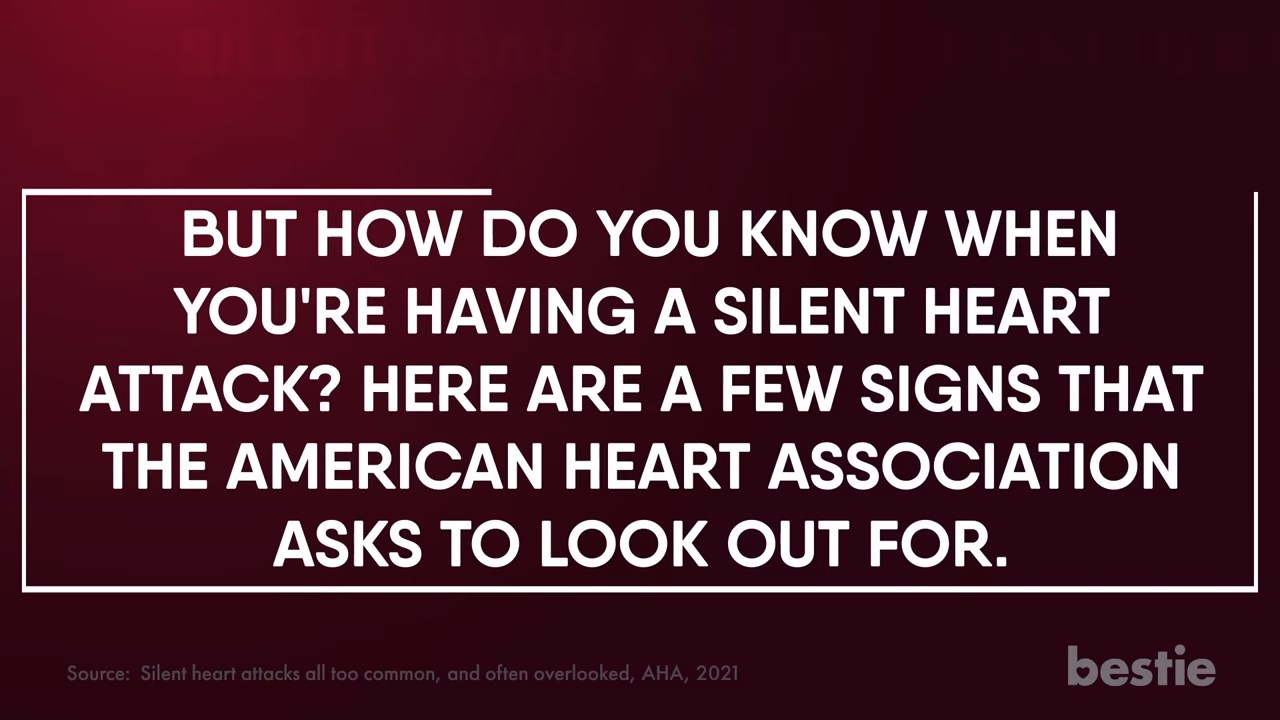 SILENT HEART
BUT HOW DO YOU KNOW WHEN
YOU'RE HAVING A SILENT HEART
ATTACK? HERE ARE A FEW SIGNS THAT
THE AMERICAN HEART ASSOCIATION
ASKS TO LOOK OUT FOR.
Source: Silent heart attacks all too common, and often overlooked, AHA, 2021
bestie